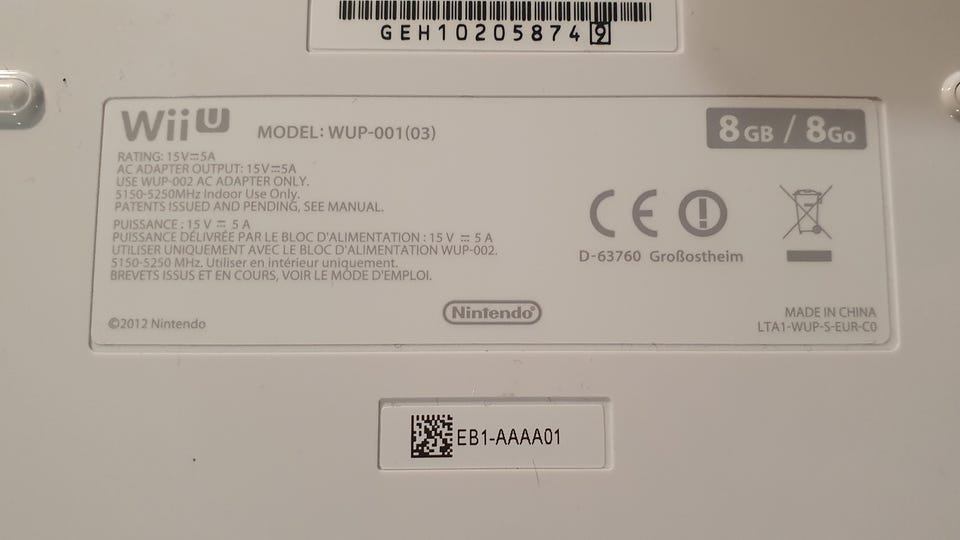 GEH102058749
Wii U MODEL: WUP-001(03) 8GB / 8Go
RATING: 15V⎓5A
AC ADAPTER OUTPUT: 15V⎓5A
USE WUP-002 AC ADAPTER ONLY.
5150-5250MHz Indoor Use Only.
PATENTS ISSUED AND PENDING, SEE MANUAL.
PUISSANCE : 15 V ⎓ 5 A
PUISSANCE DÉLIVRÉE PAR LE BLOC D'ALIMENTATION : 15 V ⎓ 5 A
UTILISER UNIQUEMENT AVEC LE BLOC D'ALIMENTATION WUP-002.
5150-5250 MHz. Utiliser en intérieur uniquement.
BREVETS ISSUS ET EN COURS, VOIR LE MODE D'EMPLOI.
CE
D-63760 Großostheim
©2012 Nintendo
Nintendo®
MADE IN CHINA
LTA1-WUP-S-EUR-C0
EB1-AAAA01